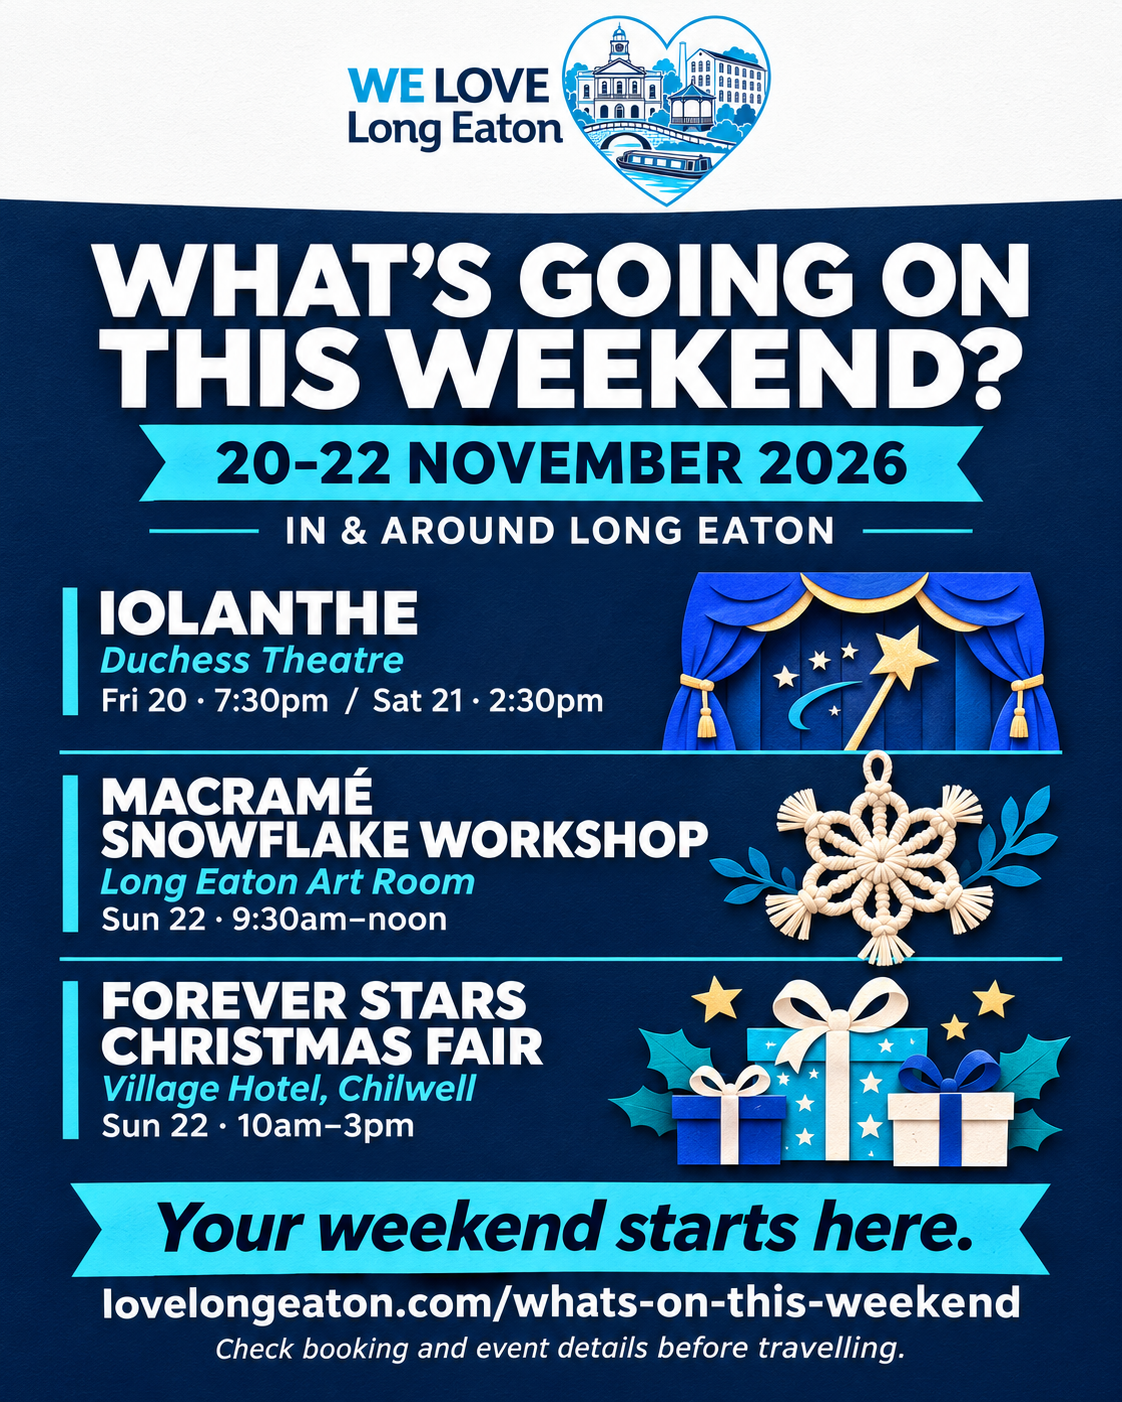 WE LOVE
Long Eaton
WHAT'S GOING ON
THIS WEEKEND?
20-22 NOVEMBER 2026
IN & AROUND LONG EATON
IOLANTHE
Duchess Theatre
Fri 20 · 7:30pm / Sat 21 · 2:30pm
MACRAMÉ
SNOWFLAKE WORKSHOP
Long Eaton Art Room
Sun 22 · 9:30am–noon
FOREVER STARS
CHRISTMAS FAIR
Village Hotel, Chilwell
Sun 22 · 10am–3pm
Your weekend starts here.
lovelongeaton.com/whats-on-this-weekend
Check booking and event details before travelling.